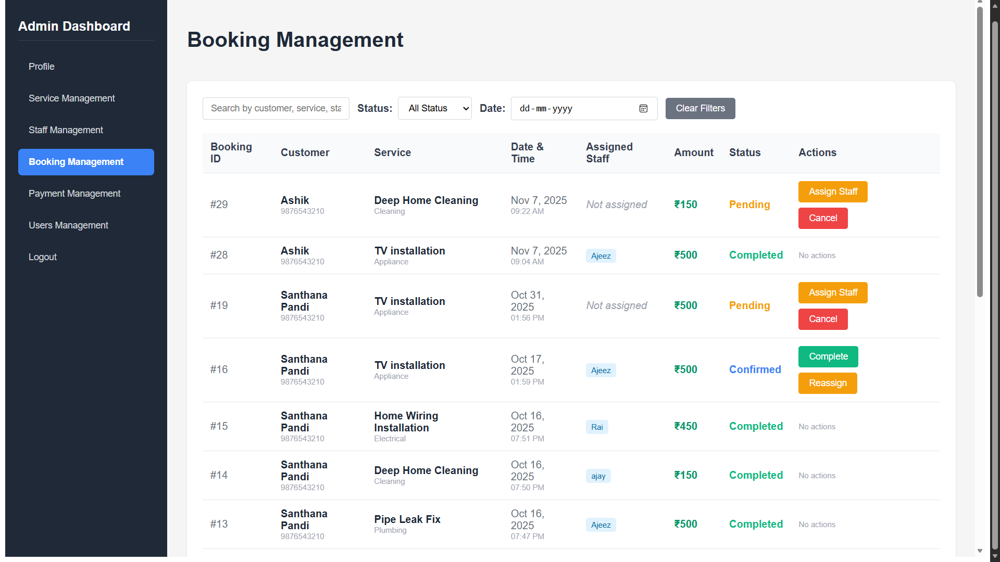 Admin Dashboard
Profile
Service Management
Staff Management
Booking Management
Payment Management
Users Management
Logout
Booking Management
Search by customer, service, sta
Status:
All Status
Date:
dd-mm-yyyy
Clear Filters
Booking
ID
Customer
Service
Date &
Time
Assigned
Staff
Amount
Status
Actions
#29
Ashik
9876543210
Deep Home Cleaning
Cleaning
Nov 7, 2025
09:22 AM
Not assigned
₹150
Pending
Assign Staff
Cancel
#28
Ashik
9876543210
TV installation
Appliance
Nov 7, 2025
09:04 AM
Ajeez
₹500
Completed
No actions
#19
Santhana
Pandi
9876543210
TV installation
Appliance
Oct 31,
2025
01:56 PM
Not assigned
₹500
Pending
Assign Staff
Cancel
#16
Santhana
Pandi
9876543210
TV installation
Appliance
Oct 17,
2025
01:59 PM
Ajeez
₹500
Confirmed
Complete
Reassign
#15
Santhana
Pandi
9876543210
Home Wiring
Installation
Electrical
Oct 16,
2025
07:51 PM
Rai
₹450
Completed
No actions
#14
Santhana
Pandi
9876543210
Deep Home Cleaning
Cleaning
Oct 16,
2025
07:50 PM
ajay
₹150
Completed
No actions
#13
Santhana
Pandi
9876543210
Pipe Leak Fix
Plumbing
Oct 16,
2025
07:47 PM
Ajeez
₹500
Completed
No actions